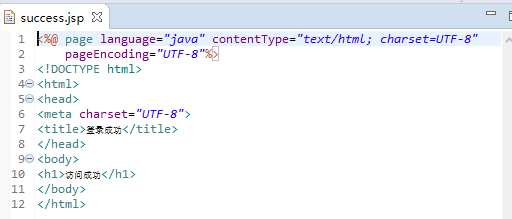 success.jsp
1 <%@ page language="java" contentType="text/html; charset=UTF-8"
2 pageEncoding="UTF-8"%>
3 <!DOCTYPE html>
4 <html>
5 <head>
6 <meta charset="UTF-8">
7 <title>登录成功</title>
8 </head>
9 <body>
10 <h1>访问成功</h1>
11 </body>
12 </html>